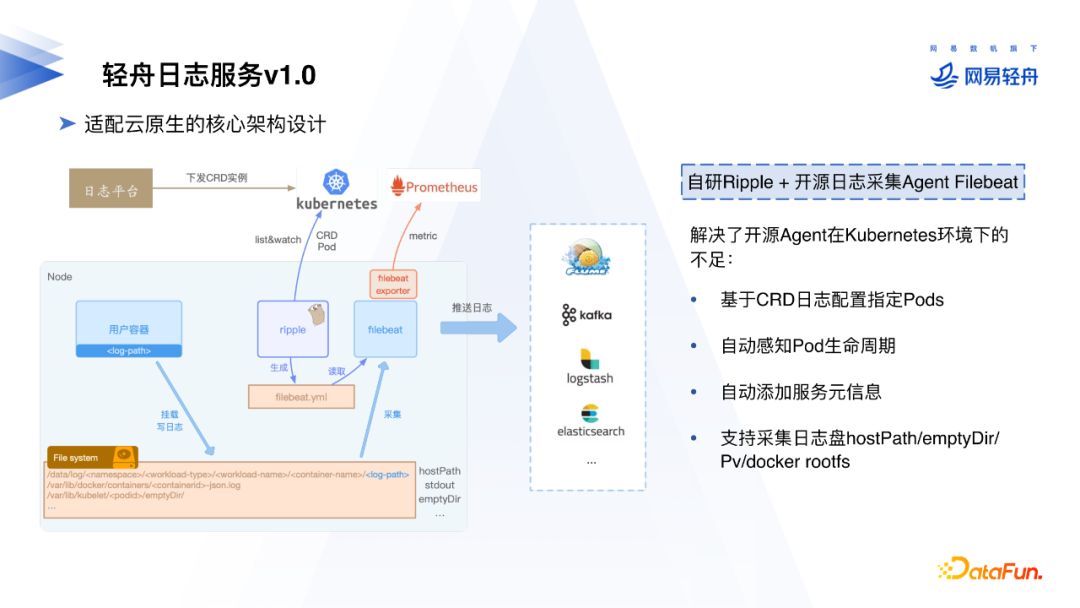 网易数帆旗下
网易轻舟
轻舟日志服务v1.0
适配云原生的核心架构设计
日志平台
下发CRD实例
kubernetes
Prometheus
list&watch
CRD
Pod
metric
Node
filebeat
exporter
用户容器
<log-path>
ripple
filebeat
生成
读取
filebeat.yml
挂载
写日志
采集
File system
/data/log/<namespace>/<workload-type>/<workload-name>/<container-name>/<log-path>
/var/lib/docker/containers/<containerid>-json.log
/var/lib/kubelet/<podid>/emptyDir/
...
hostPath
stdout
emptyDir
...
推送日志
FLUME
kafka
logstash
elasticsearch
...
自研Ripple + 开源日志采集Agent Filebeat
解决了开源Agent在Kubernetes环境下的
不足：
• 基于CRD日志配置指定Pods
• 自动感知Pod生命周期
• 自动添加服务元信息
• 支持采集日志盘hostPath/emptyDir/
Pv/docker rootfs
DataFun.